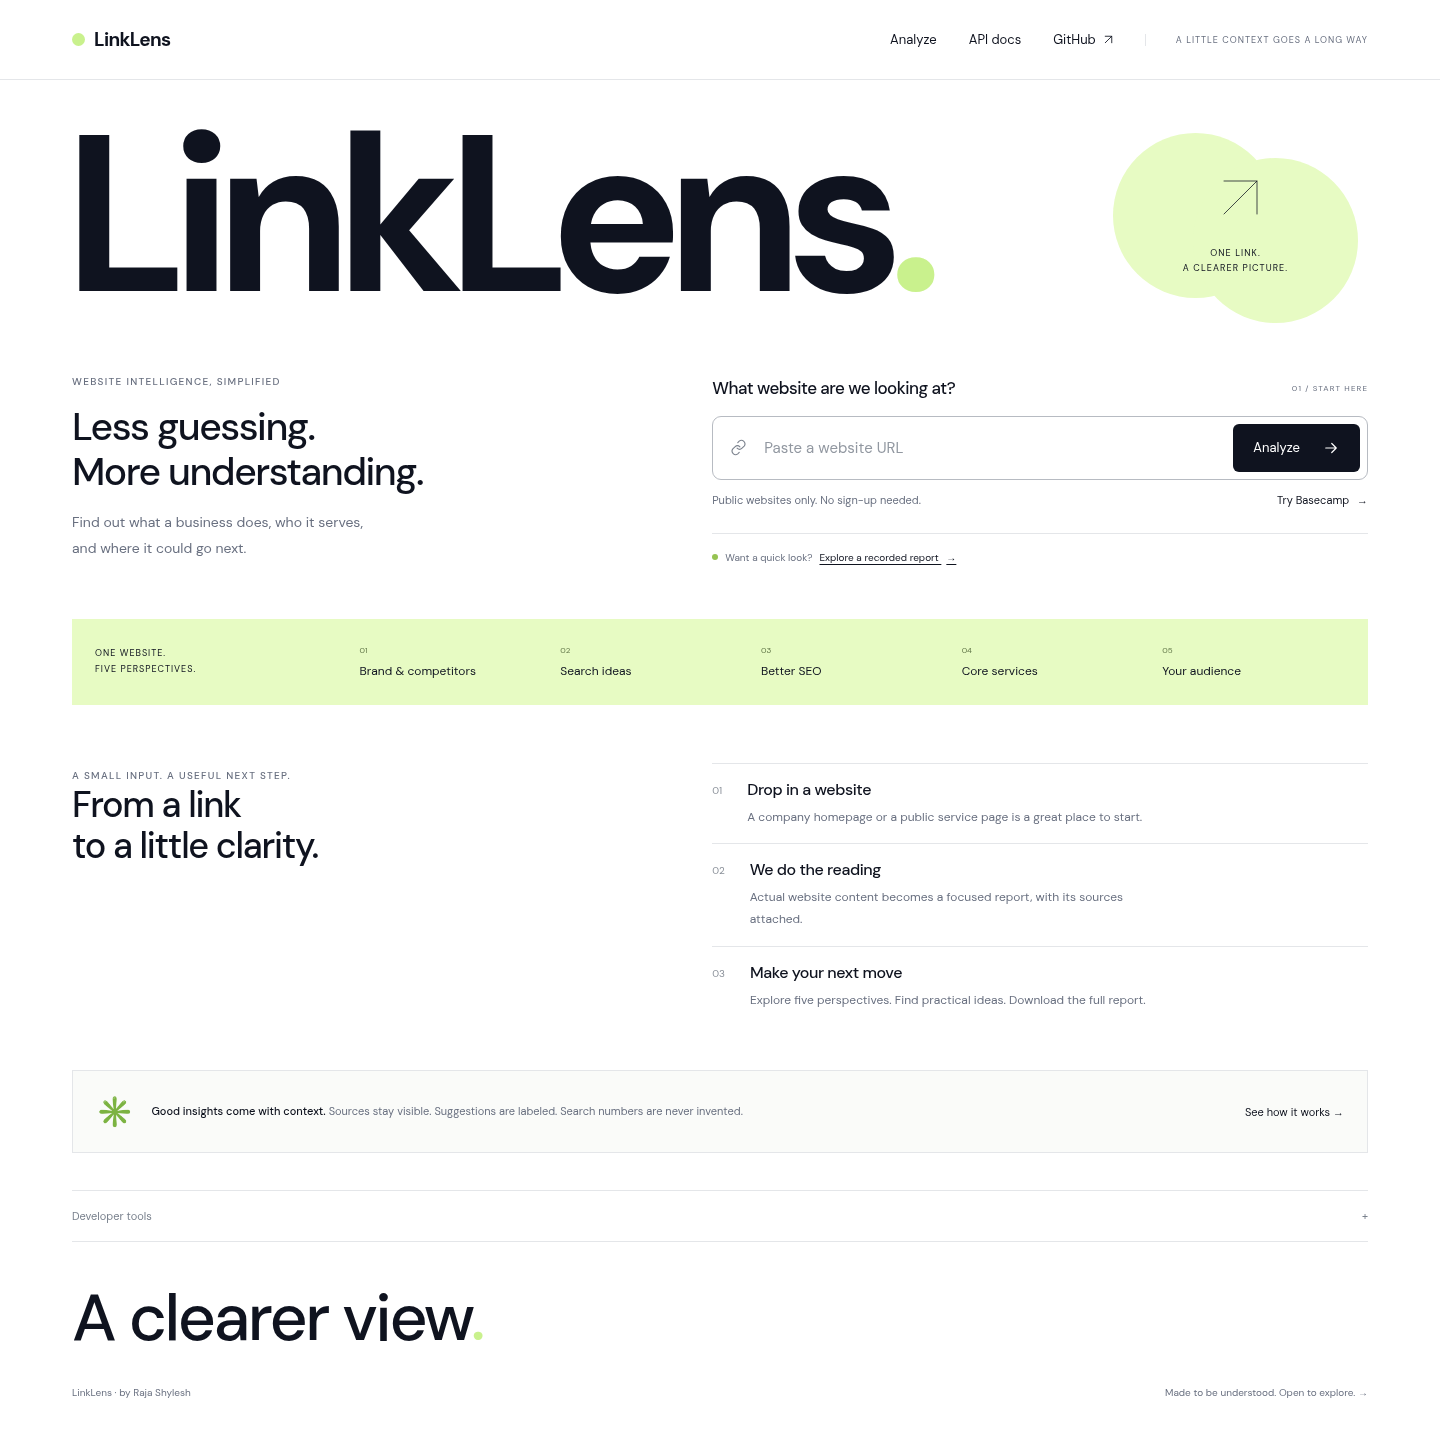 LinkLens
Analyze
API docs
GitHub
A LITTLE CONTEXT GOES A LONG WAY
LinkLens.
ONE LINK.
A CLEARER PICTURE.
WEBSITE INTELLIGENCE, SIMPLIFIED
Less guessing.
More understanding.
Find out what a business does, who it serves,
and where it could go next.
What website are we looking at?
01 / START HERE
Paste a website URL
Analyze →
Public websites only. No sign-up needed.
Try Basecamp →
Want a quick look? Explore a recorded report →
ONE WEBSITE.
FIVE PERSPECTIVES.
01
Brand & competitors
02
Search ideas
03
Better SEO
04
Core services
05
Your audience
A SMALL INPUT. A USEFUL NEXT STEP.
From a link
to a little clarity.
01 Drop in a website
A company homepage or a public service page is a great place to start.
02 We do the reading
Actual website content becomes a focused report, with its sources
attached.
03 Make your next move
Explore five perspectives. Find practical ideas. Download the full report.
Good insights come with context. Sources stay visible. Suggestions are labeled. Search numbers are never invented.
See how it works →
Developer tools
+
A clearer view.
LinkLens · by Raja Shylesh
Made to be understood. Open to explore. →